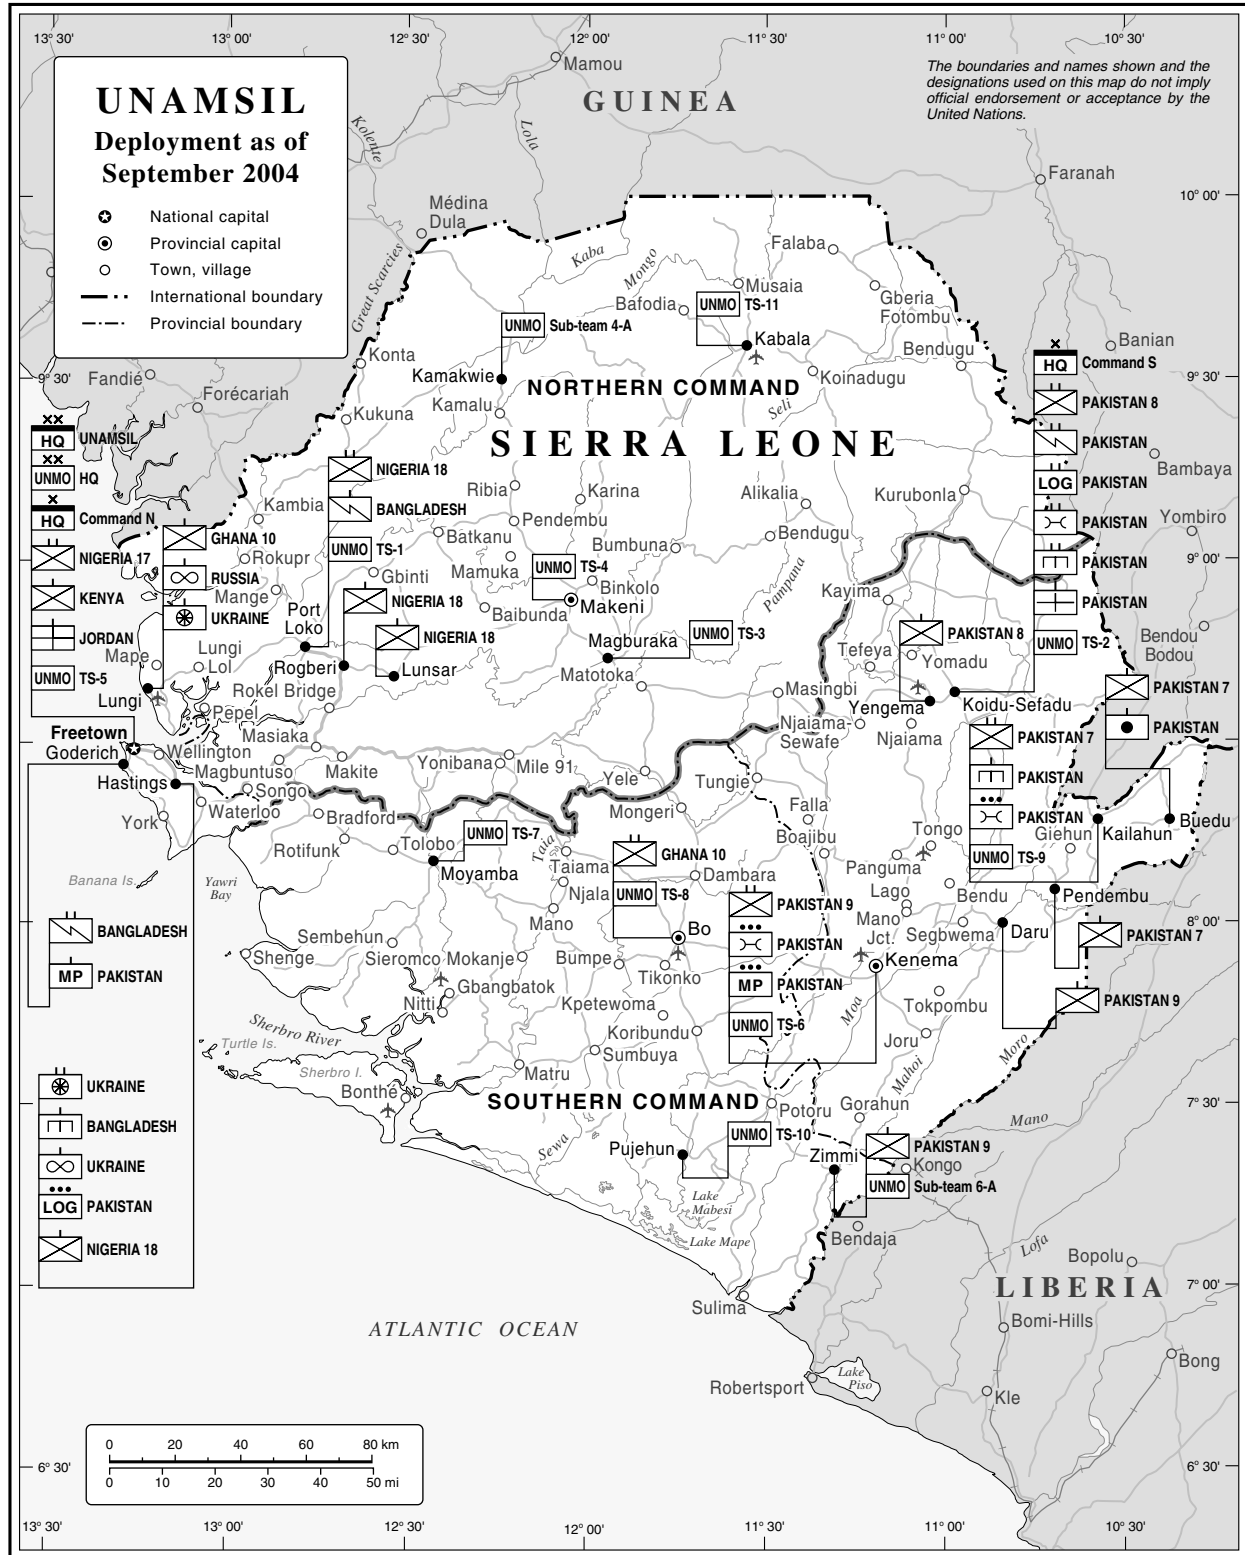 13° 30'
13° 00'
12° 30'
12° 00'
11° 30'
11° 00'
10° 30'
UNAMSIL
Deployment as of
September 2004
National capital
Provincial capital
Town, village
International boundary
Provincial boundary
The boundaries and names shown and the
designations used on this map do not imply
official endorsement or acceptance by the
United Nations.
Mamou
GUINEA
Kolente
Lola
Faranah
10° 00'
Médina
Dula
Falaba
Kaba
Mongo
Great Scarcies
Musaia
Bafodia
UNMO TS-11
Gberia
Fotombu
UNMO Sub-team 4-A
Kabala
Banian
Konta
Bendugu
HQ Command S
Fandié
9° 30'
Kamakwie
NORTHERN COMMAND
Koinadugu
9° 30'
Forécariah
Kamalu
Kukuna
Seli
PAKISTAN 8
HQ UNAMSIL
SIERRA LEONE
PAKISTAN
Bambaya
UNMO HQ
NIGERIA 18
Ribia
Karina
Alikalia
Kurubonla
LOG PAKISTAN
HQ Command N
Kambia
BANGLADESH
Pendembu
PAKISTAN
Yombiro
GHANA 10
Batkanu
Bumbuna
Bendugu
NIGERIA 17
Rokupr
UNMO TS-1
Mamuka
UNMO TS-4
9° 00'
PAKISTAN
9° 00'
RUSSIA
Gbinti
Binkolo
Pampana
KENYA
Mange
NIGERIA 18
Baibunda
Makeni
Kayima
PAKISTAN
UKRAINE
Port
Loko
JORDAN
NIGERIA 18
Magburaka
UNMO TS-3
PAKISTAN 8
UNMO TS-2
Bendou
Bodou
Mape
Lungi
Lol
Rogberi
Lunsar
Matotoka
Tefeya
Yomadu
UNMO TS-5
Lungi
Rokel Bridge
Masingbi
Yengema
Koidu-Sefadu
PAKISTAN 7
Pepel
Njaiama-
Sewafe
Njaiama
PAKISTAN
Freetown
Masiaka
PAKISTAN 7
Goderich
Wellington
Makite
Yonibana
Mile 91
Yele
Tungie
PAKISTAN
Hastings
Magbuntuso
Songo
Mongeri
Falla
PAKISTAN
York
Waterloo
Bradford
Boajibu
Tongo
Giehun
Kailahun
Buedu
Rotifunk
Tolobo
UNMO TS-7
Taia
Taiama
GHANA 10
Panguma
UNMO TS-9
Banana Is.
Yawri
Bay
Moyamba
Njala
UNMO TS-8
Dambara
Lago
Bendu
Pendembu
Mano
PAKISTAN 9
Mano
Jct.
Segbwema
Daru
8° 00'
BANGLADESH
Sembehun
Bo
PAKISTAN
PAKISTAN 7
Shenge
Sieromco
Mokanje
Bumpe
Tikonko
Kenema
MP PAKISTAN
Gbangbatok
MP PAKISTAN
Nitti
Kpetewoma
Moa
Tokpombu
PAKISTAN 9
Sherbro River
Koribundu
UNMO TS-6
Joru
Turtle Is.
Sumbuya
Mahoi
Moro
Sherbro I.
Matru
UKRAINE
Bonthé
SOUTHERN COMMAND
Potoru
Gorahun
7° 30'
BANGLADESH
Mano
Sewa
UNMO TS-10
PAKISTAN 9
UKRAINE
Pujehun
Zimmi
Kongo
LOG PAKISTAN
UNMO Sub-team 6-A
Lake
Mabesi
NIGERIA 18
Lake Mape
Bendaja
Lofa
Bopolu
LIBERIA
7° 00'
Sulima
ATLANTIC OCEAN
Bomi-Hills
Bong
Lake
Piso
Robertsport
Kle
0 20 40 60 80 km
0 10 20 30 40 50 mi
6° 30'
6° 30'
13° 30'
13° 00'
12° 30'
12° 00'
11° 30'
11° 00'
10° 30'